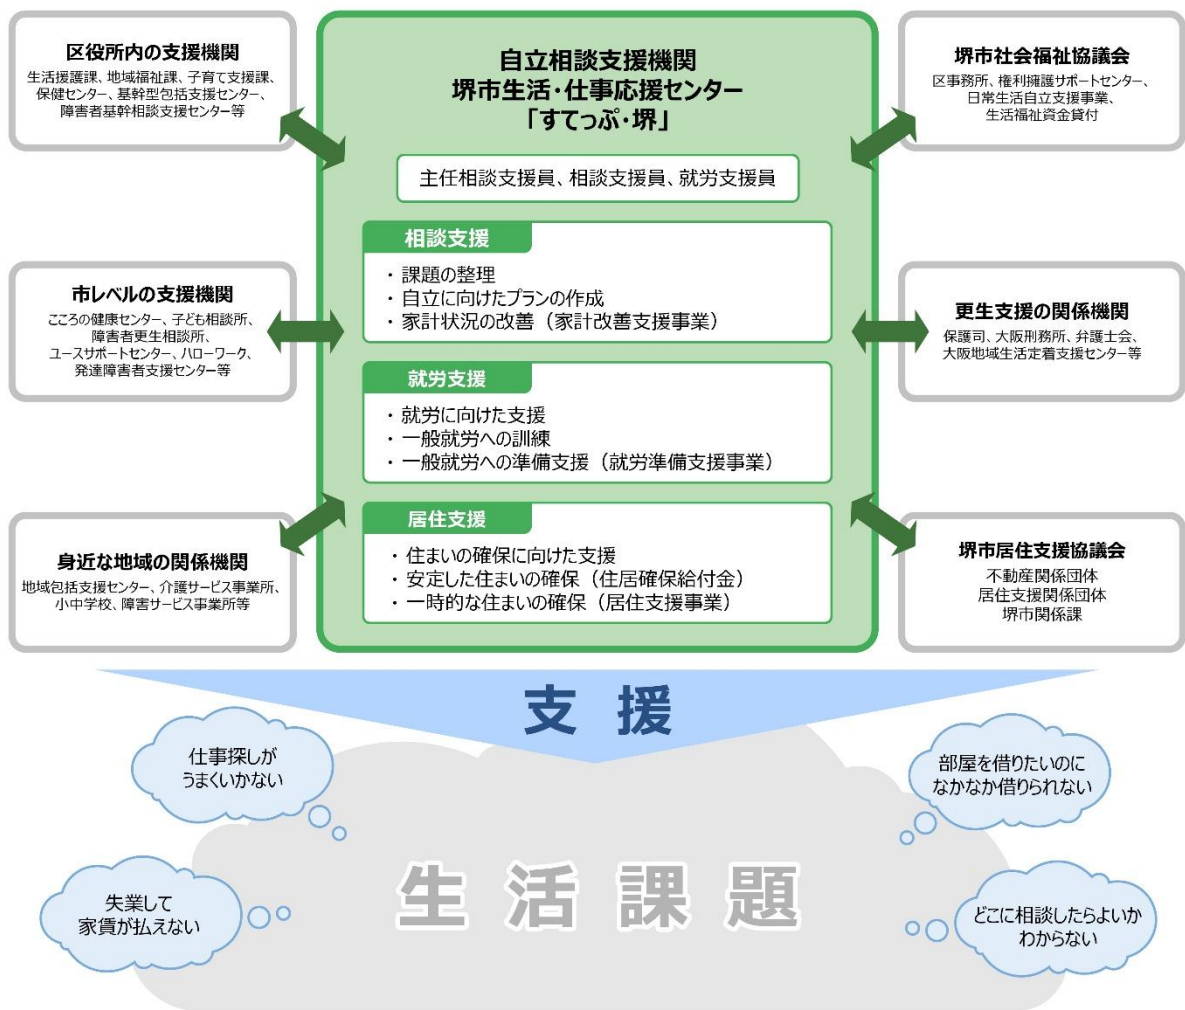 区役所内の支援機関
生活援護課、地域福祉課、子育て支援課、
保健センター、基幹型包括支援センター、
障害者基幹相談支援センター等
市レベルの支援機関
こころの健康センター、子ども相談所、
障害者更生相談所、
ユースサポートセンター、ハローワーク、
発達障害者支援センター等
身近な地域の関係機関
地域包括支援センター、介護サービス事業所、
小中学校、障害サービス事業所等
自立相談支援機関
堺市生活・仕事応援センター
「すてっぷ・堺」
主任相談支援員、相談支援員、就労支援員
相談支援
・課題の整理
・自立に向けたプランの作成
・家計状況の改善（家計改善支援事業）
就労支援
・就労に向けた支援
・一般就労への訓練
・一般就労への準備支援（就労準備支援事業）
居住支援
・住まいの確保に向けた支援
・安定した住まいの確保（住居確保給付金）
・一時的な住まいの確保（居住支援事業）
堺市社会福祉協議会
区事務所、権利擁護サポートセンター、
日常生活自立支援事業、
生活福祉資金貸付
更生支援の関係機関
保護司、大阪刑務所、弁護士会、
大阪地域生活定着支援センター等
堺市居住支援協議会
不動産関係団体
居住支援関係団体
堺市関係課
支援
仕事探しが
うまくいかない
部屋を借りたいのに
なかなか借りられない
生活課題
失業して
家賃が払えない
どこに相談したらよいか
わからない